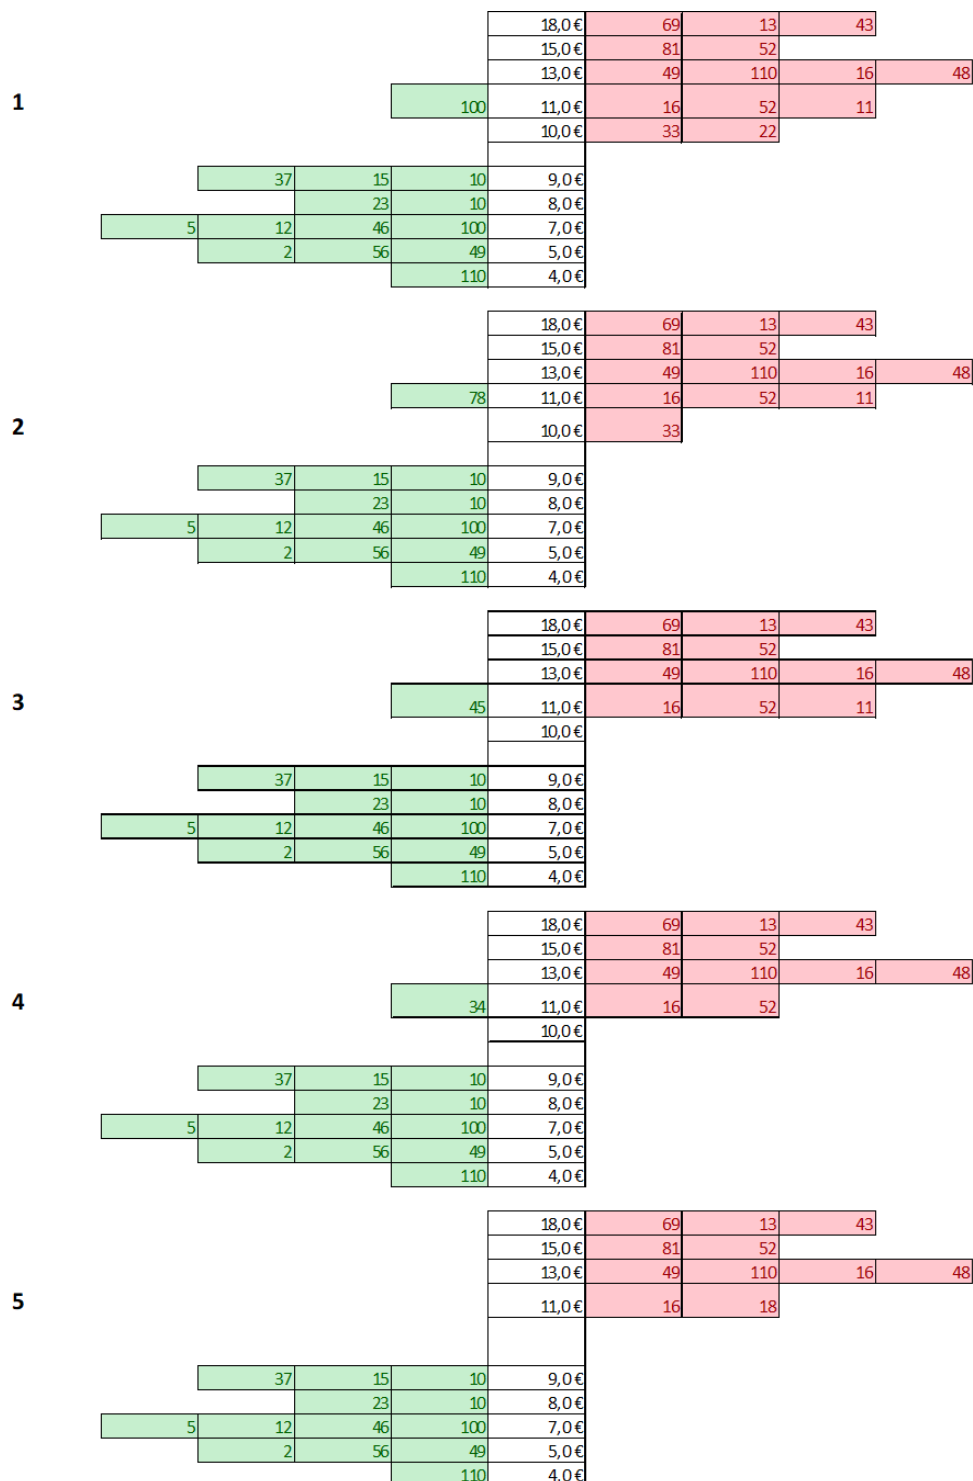 18,0 € 69 13 43
15,0 € 81 52
13,0 € 49 110 16 48
1 100 11,0 € 16 52 11
10,0 € 33 22
37 15 10 9,0 €
23 10 8,0 €
5 12 46 100 7,0 €
2 56 49 5,0 €
110 4,0 €
18,0 € 69 13 43
15,0 € 81 52
13,0 € 49 110 16 48
78 11,0 € 16 52 11
2 10,0 € 33
37 15 10 9,0 €
23 10 8,0 €
5 12 46 100 7,0 €
2 56 49 5,0 €
110 4,0 €
18,0 € 69 13 43
15,0 € 81 52
13,0 € 49 110 16 48
3 45 11,0 € 16 52 11
10,0 €
37 15 10 9,0 €
23 10 8,0 €
5 12 46 100 7,0 €
2 56 49 5,0 €
110 4,0 €
18,0 € 69 13 43
15,0 € 81 52
13,0 € 49 110 16 48
4 34 11,0 € 16 52
10,0 €
37 15 10 9,0 €
23 10 8,0 €
5 12 46 100 7,0 €
2 56 49 5,0 €
110 4,0 €
18,0 € 69 13 43
15,0 € 81 52
13,0 € 49 110 16 48
5 11,0 € 16 18
37 15 10 9,0 €
23 10 8,0 €
5 12 46 100 7,0 €
2 56 49 5,0 €
110 4,0 €